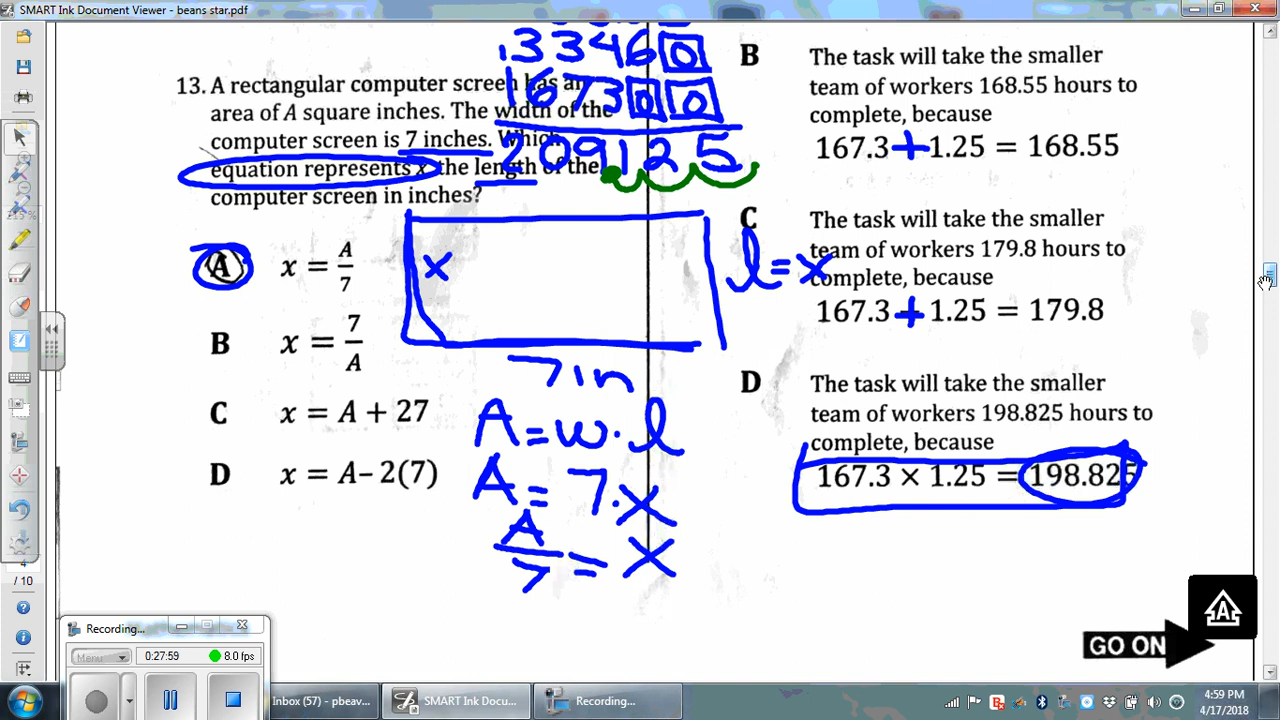 SMART Ink Document Viewer - beans star.pdf
13. A rectangular computer screen has an
area of A square inches. The width of the
computer screen is 7 inches. Which
equation represents x the length of the
computer screen in inches?
A x = A/7
B x = 7/A
C x = A + 27
D x = A – 2(7)
33460
167300
209125
x
7 in
l = x
A = w · l
A = 7 · x
A/7 = x
B The task will take the smaller
team of workers 168.55 hours to
complete, because
167.3 + 1.25 = 168.55
C The task will take the smaller
team of workers 179.8 hours to
complete, because
167.3 + 1.25 = 179.8
D The task will take the smaller
team of workers 198.825 hours to
complete, because
167.3 × 1.25 = 198.825
GO ON
A
4
/ 10
Recording...
Menu
0:27:59
8.0 fps
Inbox (57) - pbeav...
SMART Ink Docu...
Recording...
4:59 PM
4/17/2018